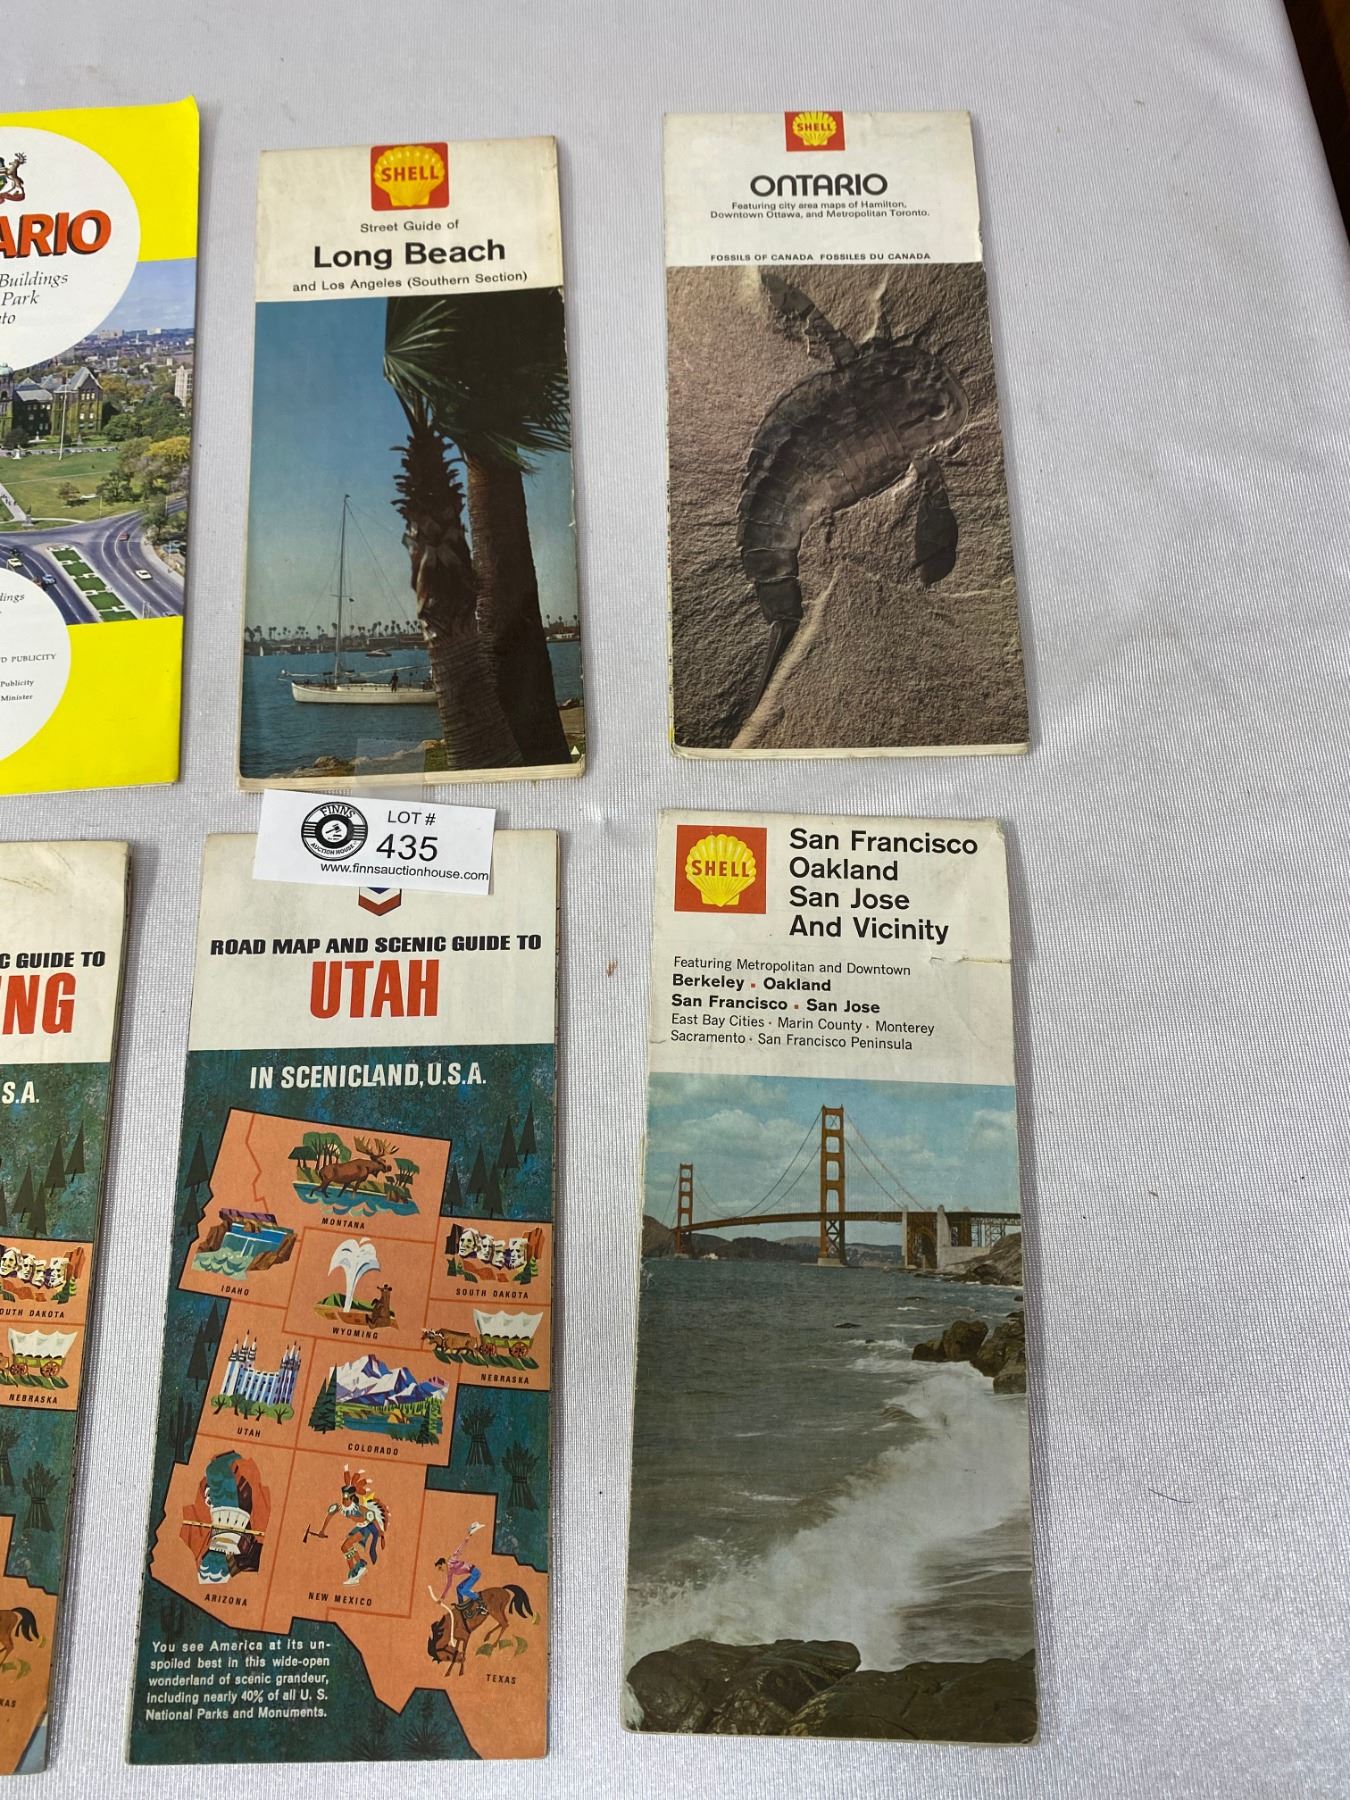 ARIO
Buildings
Park
D PUBLICITY
Publicity
Minister
SHELL
Street Guide of
Long Beach
and Los Angeles (Southern Section)
SHELL
ONTARIO
Featuring city area maps of Hamilton,
Downtown Ottawa, and Metropolitan Toronto.
FOSSILS OF CANADA FOSSILES DU CANADA
FINNS
AUCTION HOUSE
LOT #
435
www.finnsauctionhouse.com
C GUIDE TO
NG
S.A.
OUTH DAKOTA
NEBRASKA
XAS
ROAD MAP AND SCENIC GUIDE TO
UTAH
IN SCENICLAND, U.S.A.
MONTANA
IDAHO
SOUTH DAKOTA
WYOMING
NEBRASKA
UTAH
COLORADO
ARIZONA
NEW MEXICO
TEXAS
You see America at its un-
spoiled best in this wide-open
wonderland of scenic grandeur,
including nearly 40% of all U. S.
National Parks and Monuments.
SHELL
San Francisco
Oakland
San Jose
And Vicinity
Featuring Metropolitan and Downtown
Berkeley • Oakland
San Francisco • San Jose
East Bay Cities • Marin County • Monterey
Sacramento • San Francisco Peninsula